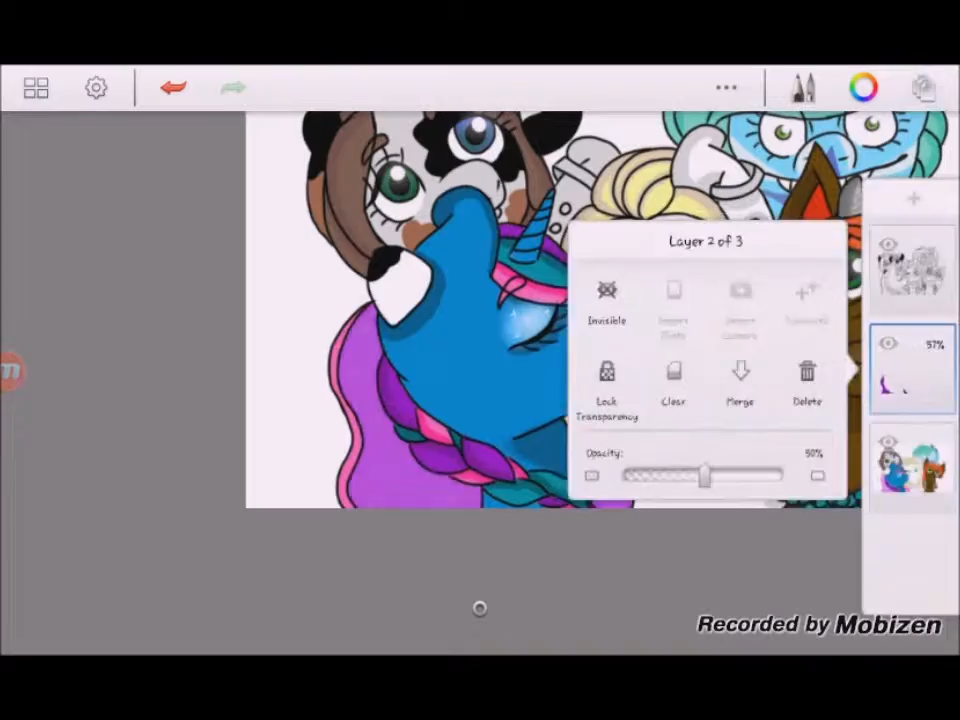 Layer 2 of 3
Invisible
57%
Lock
Transparency
Clear
Merge
Delete
Opacity:
50%
Recorded by Mobizen